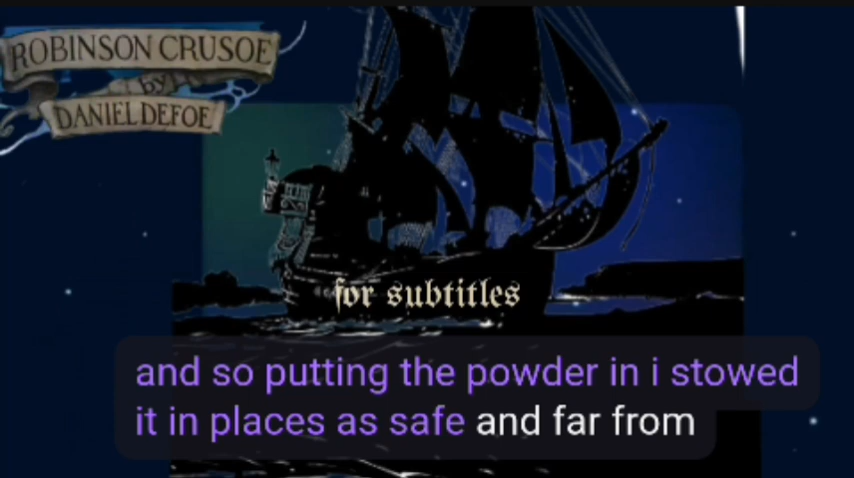 ROBINSON CRUSOE
by
DANIEL DEFOE
for subtitles
and so putting the powder in i stowed
it in places as safe and far from